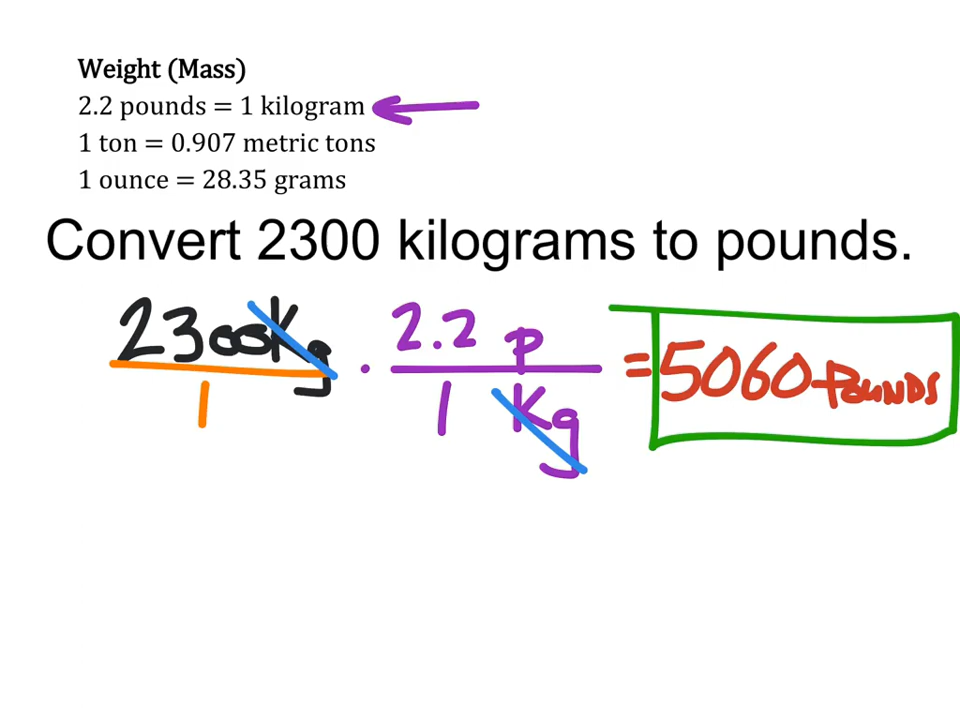 Weight (Mass)
2.2 pounds = 1 kilogram
1 ton = 0.907 metric tons
1 ounce = 28.35 grams
Convert 2300 kilograms to pounds.
2300 Kg / 1 · 2.2 p / 1 Kg = 5060 POUNDS